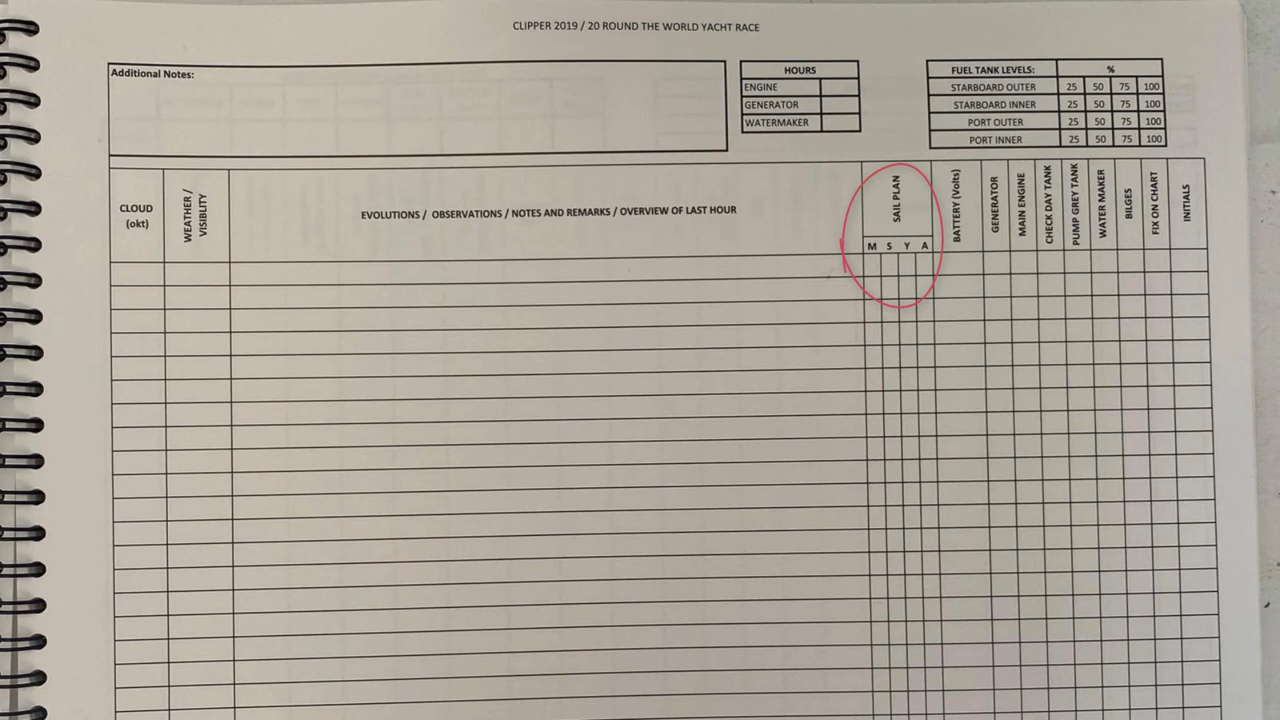 CLIPPER 2019 / 20 ROUND THE WORLD YACHT RACE
Additional Notes:
HOURS
ENGINE
GENERATOR
WATERMAKER
FUEL TANK LEVELS: %
STARBOARD OUTER 25 50 75 100
STARBOARD INNER 25 50 75 100
PORT OUTER 25 50 75 100
PORT INNER 25 50 75 100
CLOUD
(okt)
WEATHER /
VISIBLITY
EVOLUTIONS / OBSERVATIONS / NOTES AND REMARKS / OVERVIEW OF LAST HOUR
SAIL PLAN
M S Y A
BATTERY (Volts)
GENERATOR
MAIN ENGINE
CHECK DAY TANK
PUMP GREY TANK
WATER MAKER
BILGES
FIX ON CHART
INITIALS